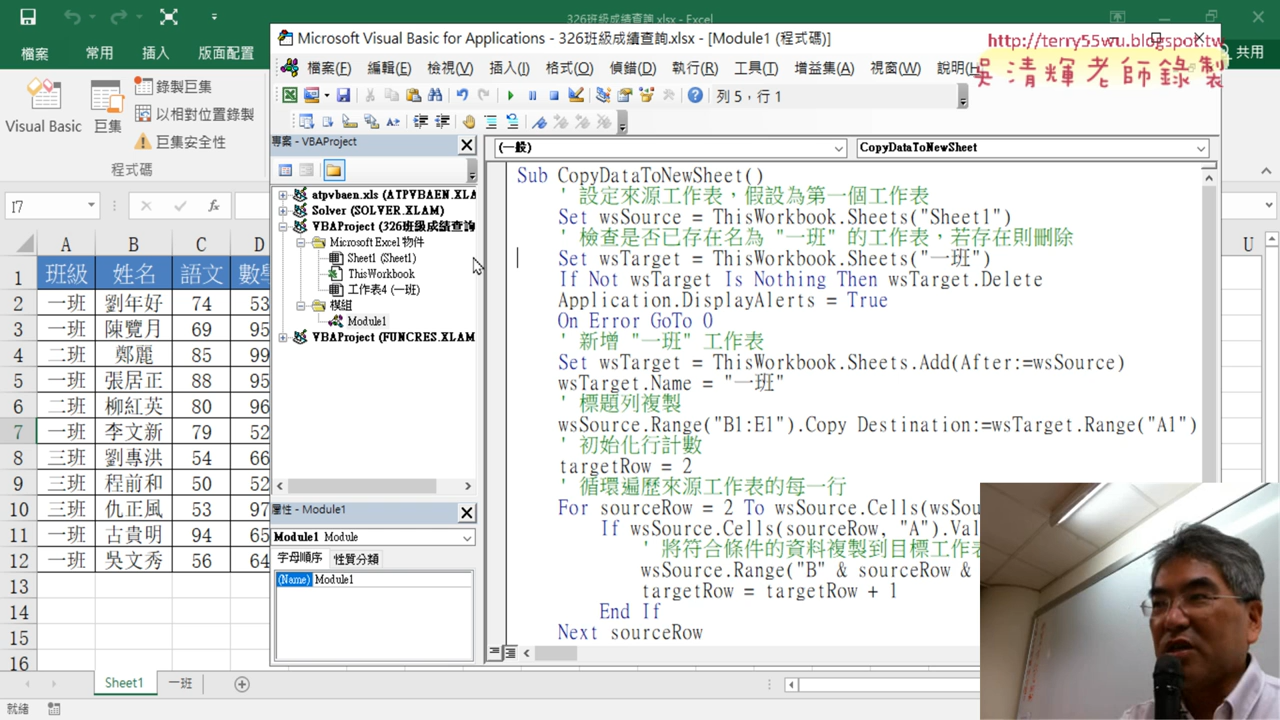 326班級成績查詢.xlsx - Excel
檔案 常用 插入 版面配置 共用
Visual Basic 巨集
錄製巨集
以相對位置錄製
巨集安全性
程式碼
I7
A B C D U
1 班級 姓名 語文 數學
2 一班 劉年好 74 53
3 一班 陳覽月 69 95
4 二班 鄭麗 85 99
5 一班 張居正 88 95
6 二班 柳紅英 80 96
7 一班 李文新 79 52
8 三班 劉專洪 54 66
9 三班 程前和 50 52
10 三班 仇正風 53 97
11 一班 古貴明 94 65
12 一班 吳文秀 56 64
13
14
15
16
Sheet1 一班
就緒
Microsoft Visual Basic for Applications - 326班級成績查詢.xlsx - [Module1 (程式碼)]
http://terry55wu.blogspot.tw
吳清輝老師錄製
檔案(F) 編輯(E) 檢視(V) 插入(I) 格式(O) 偵錯(D) 執行(R) 工具(T) 增益集(A) 視窗(W) 說明(H
列 5，行 1
專案 - VBAProject
atpvbaen.xls (ATPVBAEN.XLA
Solver (SOLVER.XLAM)
VBAProject (326班級成績查詢
Microsoft Excel 物件
Sheet1 (Sheet1)
ThisWorkbook
工作表4 (一班)
模組
Module1
VBAProject (FUNCRES.XLAM
屬性 - Module1
Module1 Module
字母順序 性質分類
(Name) Module1
(一般) CopyDataToNewSheet
Sub CopyDataToNewSheet()
' 設定來源工作表，假設為第一個工作表
Set wsSource = ThisWorkbook.Sheets("Sheet1")
' 檢查是否已存在名為 "一班" 的工作表，若存在則刪除
Set wsTarget = ThisWorkbook.Sheets("一班")
If Not wsTarget Is Nothing Then wsTarget.Delete
Application.DisplayAlerts = True
On Error GoTo 0
' 新增 "一班" 工作表
Set wsTarget = ThisWorkbook.Sheets.Add(After:=wsSource)
wsTarget.Name = "一班"
' 標題列複製
wsSource.Range("B1:E1").Copy Destination:=wsTarget.Range("A1")
' 初始化行計數
targetRow = 2
' 循環遍歷來源工作表的每一行
For sourceRow = 2 To wsSource.Cells(wsSou
If wsSource.Cells(sourceRow, "A").Val
' 將符合條件的資料複製到目標工作表
wsSource.Range("B" & sourceRow &
targetRow = targetRow + 1
End If
Next sourceRow